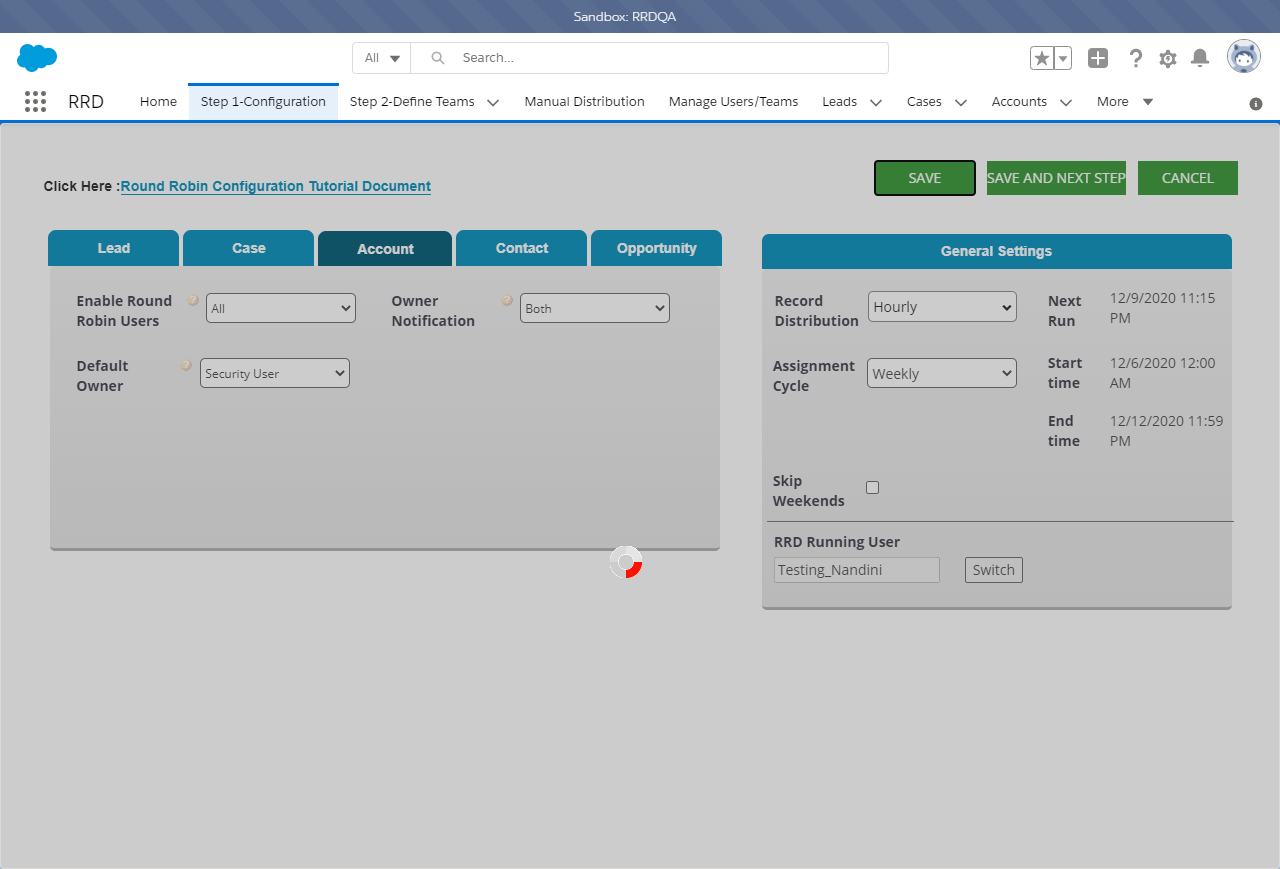 Sandbox: RRDQA
All
Search...
RRD
Home
Step 1-Configuration
Step 2-Define Teams
Manual Distribution
Manage Users/Teams
Leads
Cases
Accounts
More
Click Here :Round Robin Configuration Tutorial Document
SAVE
SAVE AND NEXT STEP
CANCEL
Lead
Case
Account
Contact
Opportunity
Enable Round
Robin Users
All
Owner
Notification
Both
Default
Owner
Security User
General Settings
Record
Distribution
Hourly
Next
Run
12/9/2020 11:15
PM
Assignment
Cycle
Weekly
Start
time
12/6/2020 12:00
AM
End
time
12/12/2020 11:59
PM
Skip
Weekends
RRD Running User
Testing_Nandini
Switch